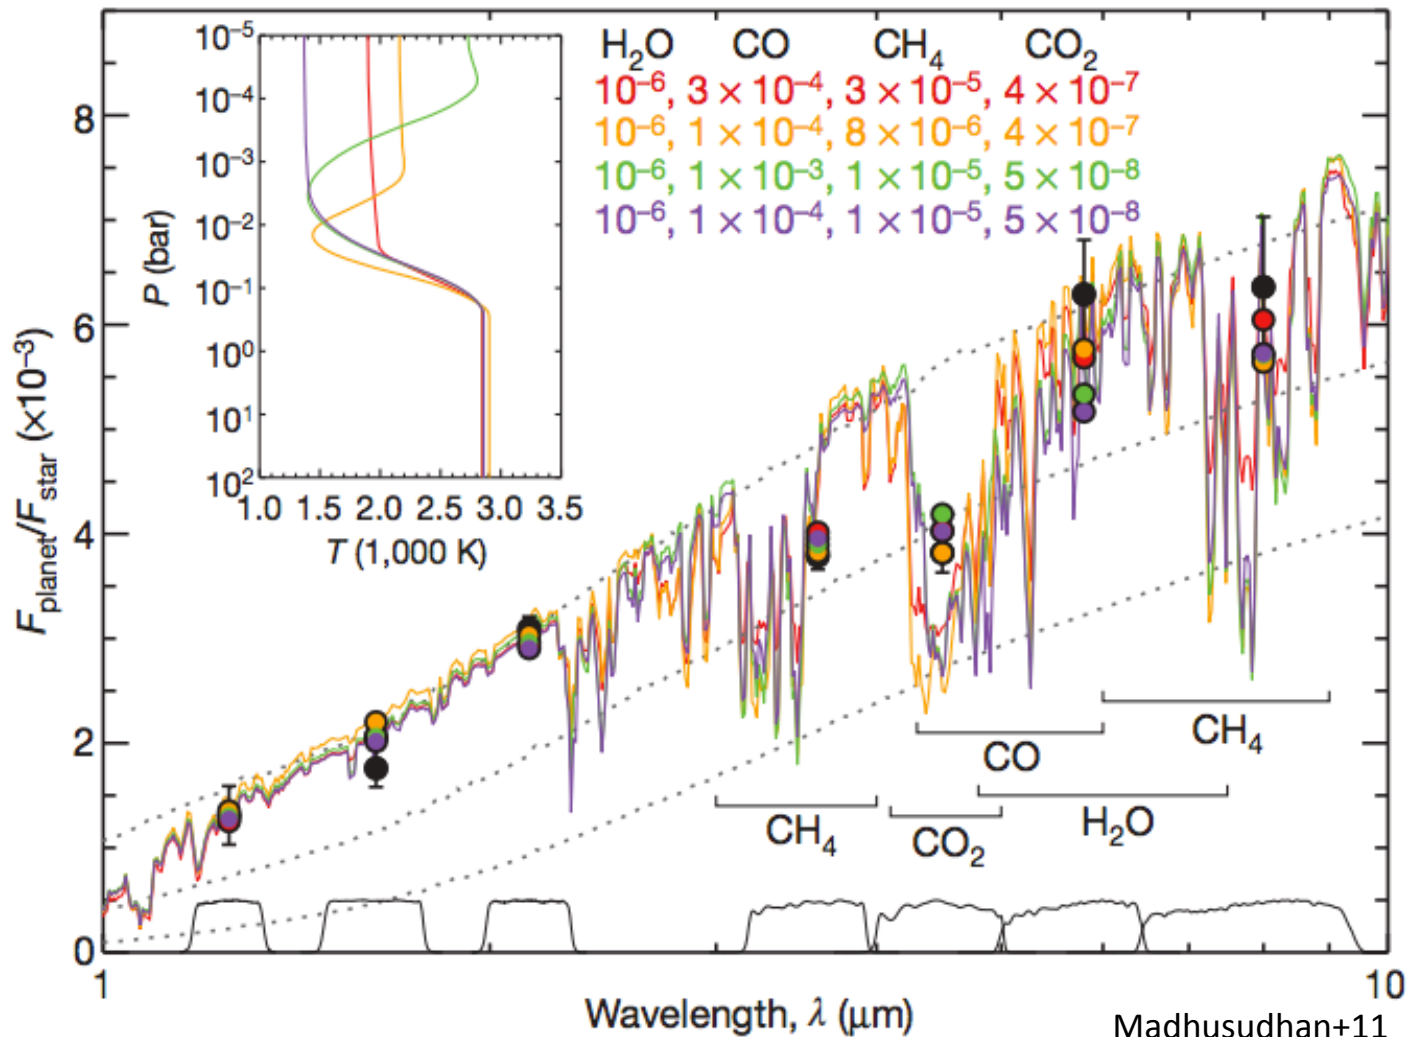 H₂O CO CH₄ CO₂
10⁻⁶, 3 × 10⁻⁴, 3 × 10⁻⁵, 4 × 10⁻⁷
10⁻⁶, 1 × 10⁻⁴, 8 × 10⁻⁶, 4 × 10⁻⁷
10⁻⁶, 1 × 10⁻³, 1 × 10⁻⁵, 5 × 10⁻⁸
10⁻⁶, 1 × 10⁻⁴, 1 × 10⁻⁵, 5 × 10⁻⁸
10⁻⁵
10⁻⁴
10⁻³
10⁻²
10⁻¹
10⁰
10¹
10²
P (bar)
1.0 1.5 2.0 2.5 3.0 3.5
T (1,000 K)
8
6
4
2
0
F_planet/F_star (×10⁻³)
CH₄
CO
H₂O
CH₄
CO₂
1 10
Wavelength, λ (μm)
Madhusudhan+11